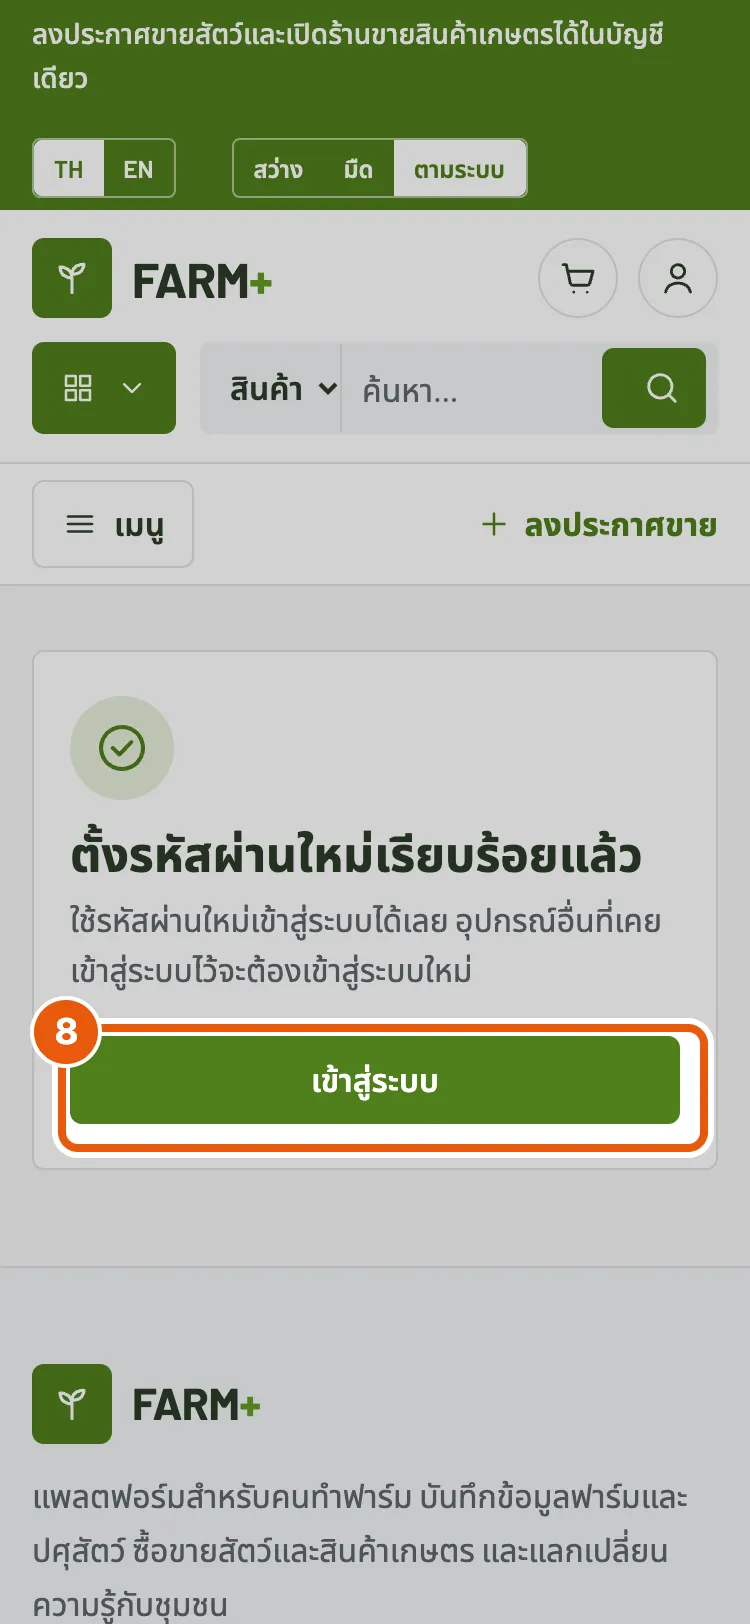 ลงประกาศขายสัตว์และเปิดร้านขายสินค้าเกษตรได้ในบัญชี
เดียว
TH EN สว่าง มืด ตามระบบ
FARM+
สินค้า ค้นหา...
เมนู + ลงประกาศขาย
ตั้งรหัสผ่านใหม่เรียบร้อยแล้ว
ใช้รหัสผ่านใหม่เข้าสู่ระบบได้เลย อุปกรณ์อื่นที่เคย
เข้าสู่ระบบไว้จะต้องเข้าสู่ระบบใหม่
8
เข้าสู่ระบบ
FARM+
แพลตฟอร์มสำหรับคนทำฟาร์ม บันทึกข้อมูลฟาร์มและ
ปศุสัตว์ ซื้อขายสัตว์และสินค้าเกษตร และแลกเปลี่ยน
ความรู้กับชุมชน